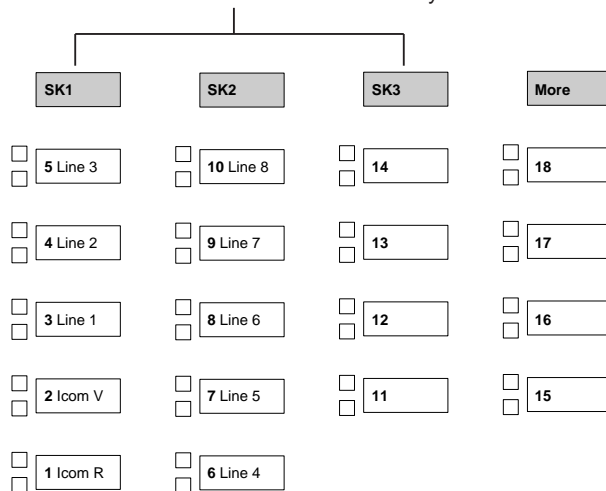 SK1 SK2 SK3 More
5 Line 3 10 Line 8 14 18
4 Line 2 9 Line 7 13 17
3 Line 1 8 Line 6 12 16
2 Icom V 7 Line 5 11 15
1 Icom R 6 Line 4